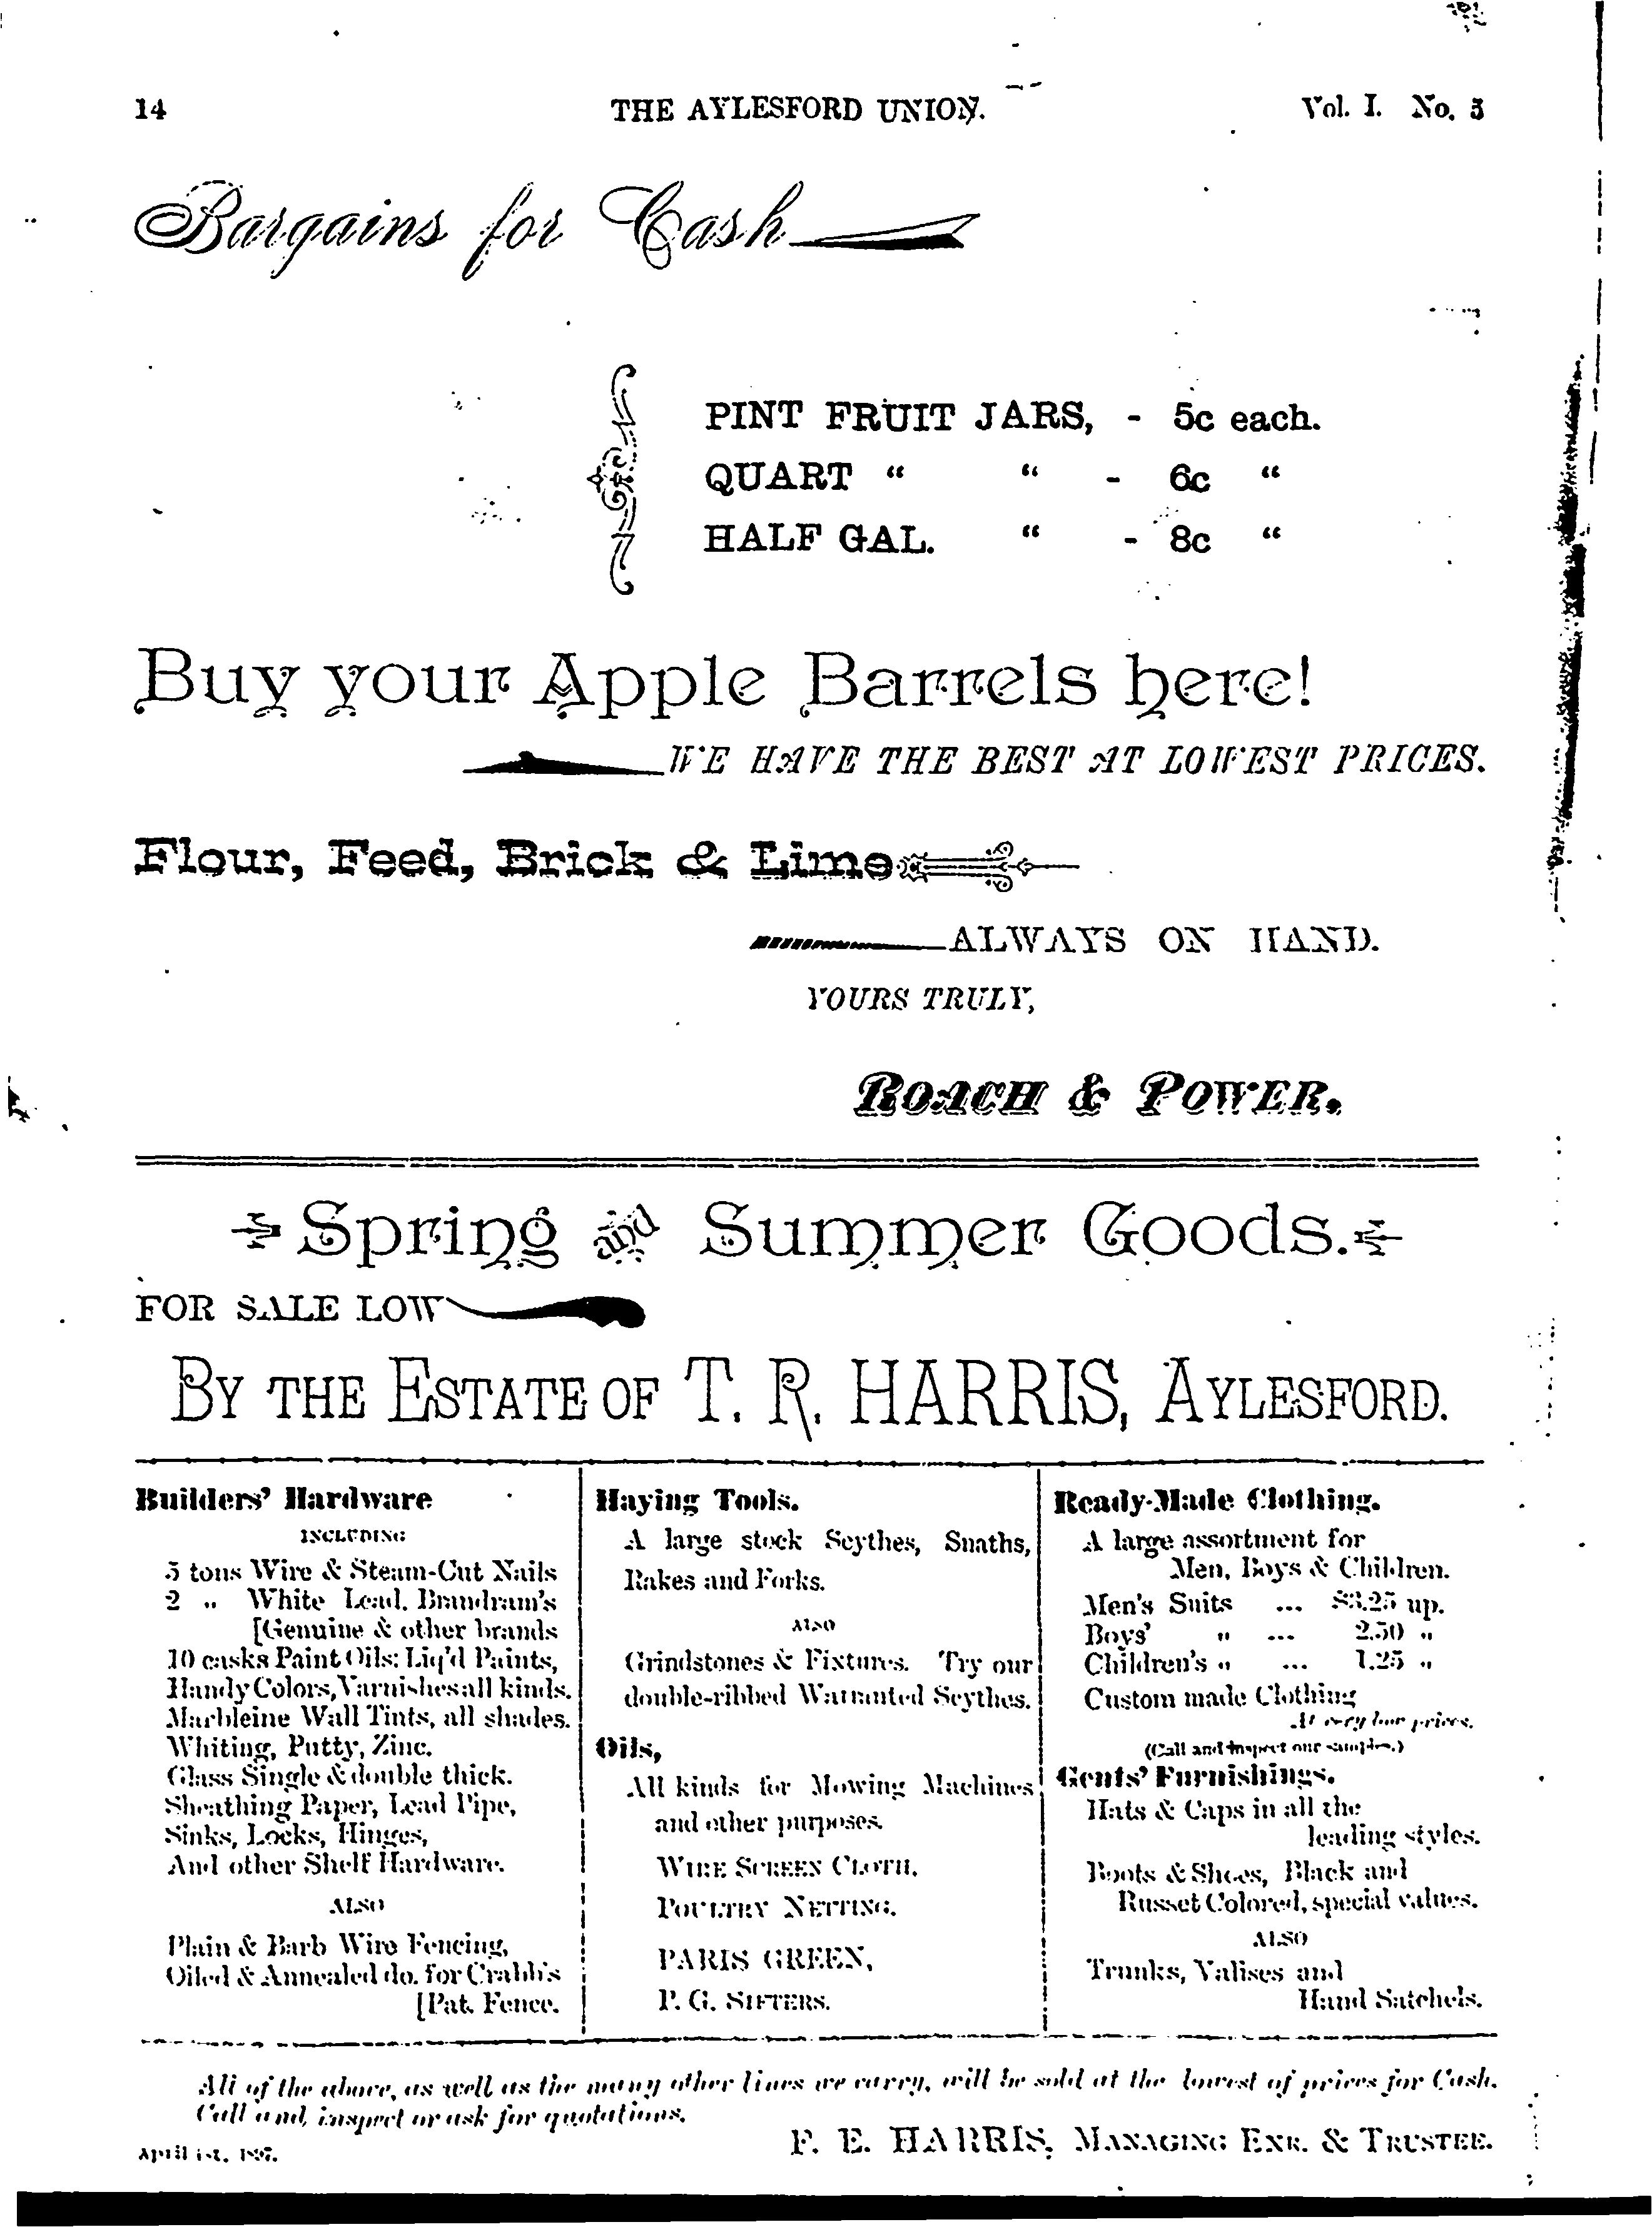 14 THE AYLESFORD UNION. Vol. I. No. 5
Bargains for Cash
PINT FRUIT JARS, - 5c each.
QUART “ “ - 6c “
HALF GAL. “ - 8c “
Buy your Apple Barrels here!
WE HAVE THE BEST AT LOWEST PRICES.
Flour, Feed, Brick & Lime
ALWAYS ON HAND.
YOURS TRULY,
ROACH & POWER.
Spring and Summer Goods.
FOR SALE LOW
BY THE ESTATE OF T. R. HARRIS, AYLESFORD.
Builders' Hardware
INCLUDING
5 tons Wire & Steam-Cut Nails
2 „ White Lead. Brandram's
[Genuine & other brands
10 casks Paint Oils: Liq'd Paints,
Handy Colors, Varnishes all kinds.
Marbleine Wall Tints, all shades.
Whiting, Putty, Zinc.
Glass Single & double thick.
Sheathing Paper, Lead Pipe,
Sinks, Locks, Hinges,
And other Shelf Hardware.
ALSO
Plain & Barb Wire Fencing,
Oiled & Annealed do. for Crabb's
[Pat. Fence.
Haying Tools.
A large stock Scythes, Snaths,
Rakes and Forks.
ALSO
Grindstones & Fixtures. Try our
double-ribbed Warranted Scythes.
Oils,
All kinds for Mowing Machines
and other purposes.
WIRE SCREEN CLOTH.
POULTRY NETTING.
PARIS GREEN,
P. G. SIFTERS.
Ready-Made Clothing.
A large assortment for
Men, Boys & Children.
Men's Suits ... $3.25 up.
Boys' „ ... 2.50 „
Children's „ ... 1.25 „
Custom made Clothing
At very low prices.
(Call and inspect our samples.)
Gents' Furnishings.
Hats & Caps in all the
leading styles.
Boots & Shoes, Black and
Russet Colored, special values.
ALSO
Trunks, Valises and
Hand Satchels.
All of the above, as well as the many other lines we carry, will be sold at the lowest of prices for Cash.
Call and, inspect or ask for quotations.
F. E. HARRIS, MANAGING EXR. & TRUSTEE.
April 1st. 1897.